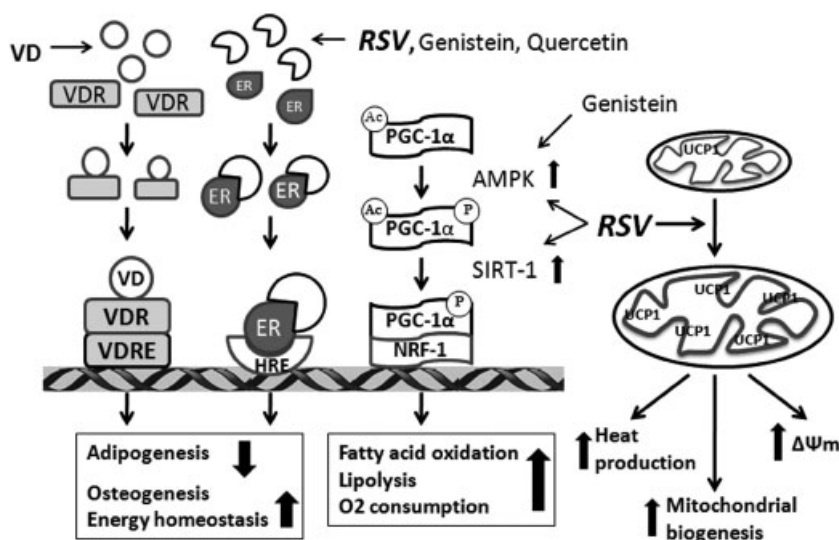 VD
RSV, Genistein, Quercetin
VDR
VDR
ER
ER
Ac
PGC-1α
Genistein
UCP1
ER
ER
AMPK
Ac
P
PGC-1α
RSV
SIRT-1
VD
VDR
VDRE
ER
HRE
P
PGC-1α
NRF-1
UCP1
UCP1
UCP1
UCP1
UCP1
Adipogenesis
Osteogenesis
Energy homeostasis
Fatty acid oxidation
Lipolysis
O2 consumption
Heat
production
ΔΨm
Mitochondrial
biogenesis